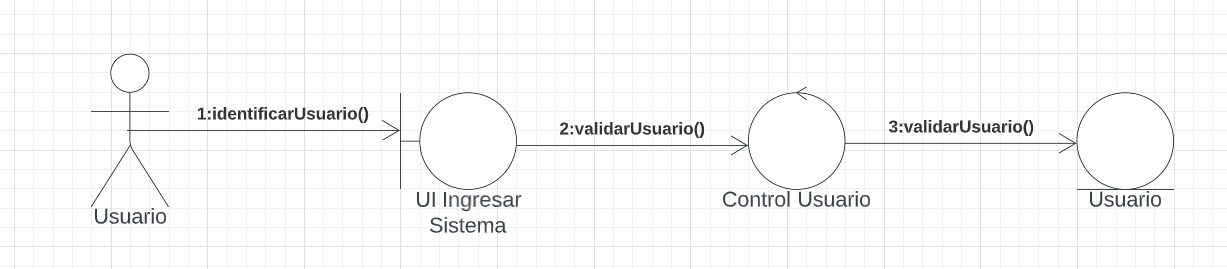 1:identificarUsuario()
2:validarUsuario()
3:validarUsuario()
Usuario
UI Ingresar
Sistema
Control Usuario
Usuario